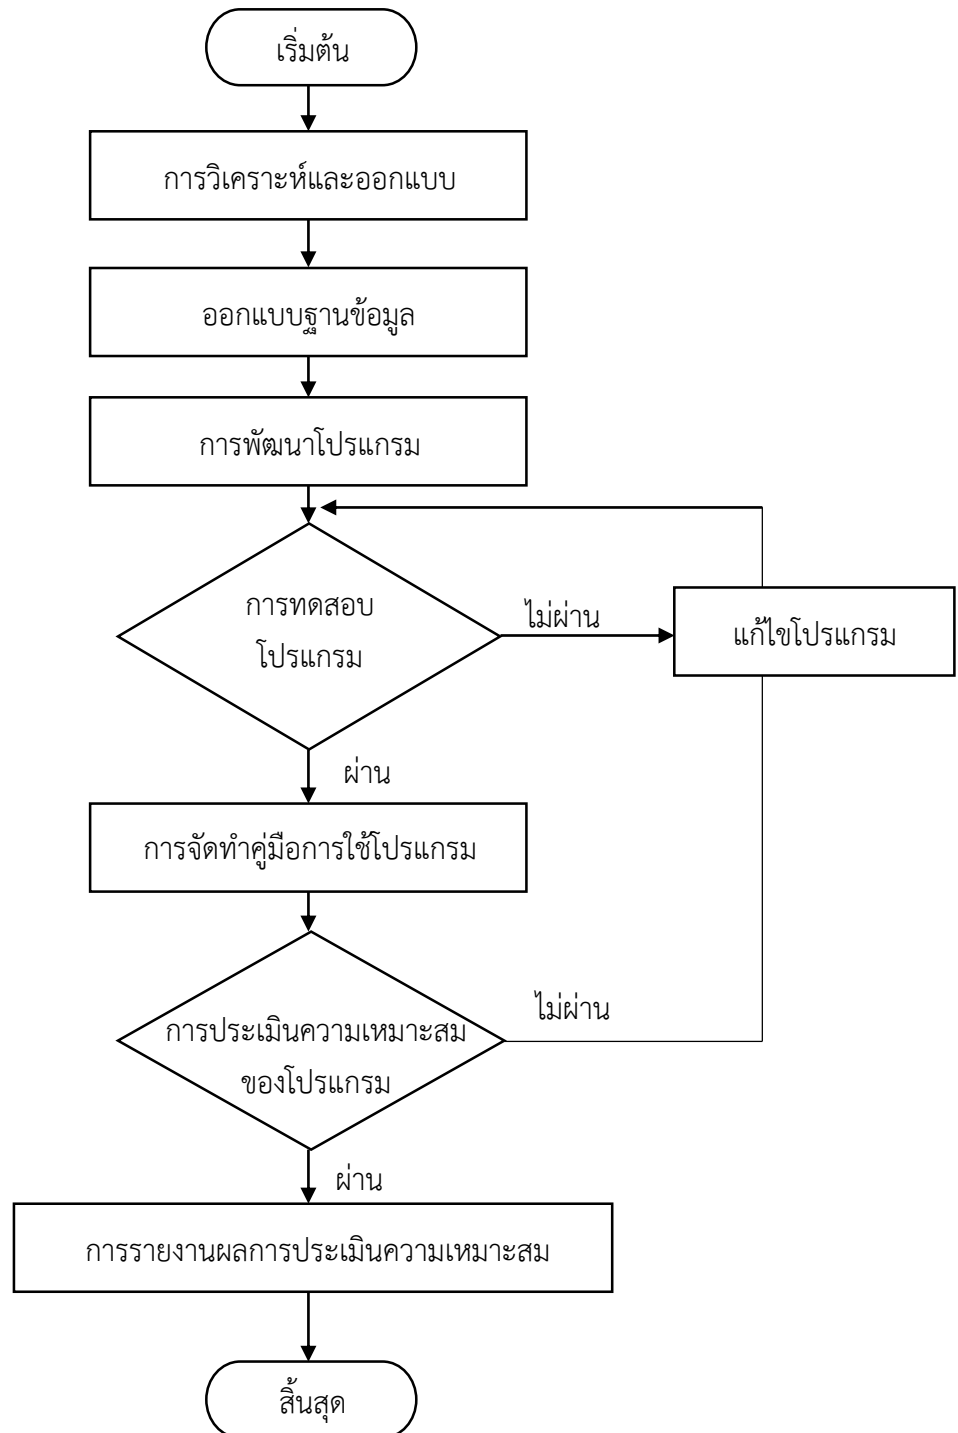 เริ่มต้น
การวิเคราะห์และออกแบบ
ออกแบบฐานข้อมูล
การพัฒนาโปรแกรม
การทดสอบ
โปรแกรม
ไม่ผ่าน
แก้ไขโปรแกรม
ผ่าน
การจัดทำคู่มือการใช้โปรแกรม
การประเมินความเหมาะสม
ของโปรแกรม
ไม่ผ่าน
ผ่าน
การรายงานผลการประเมินความเหมาะสม
สิ้นสุด